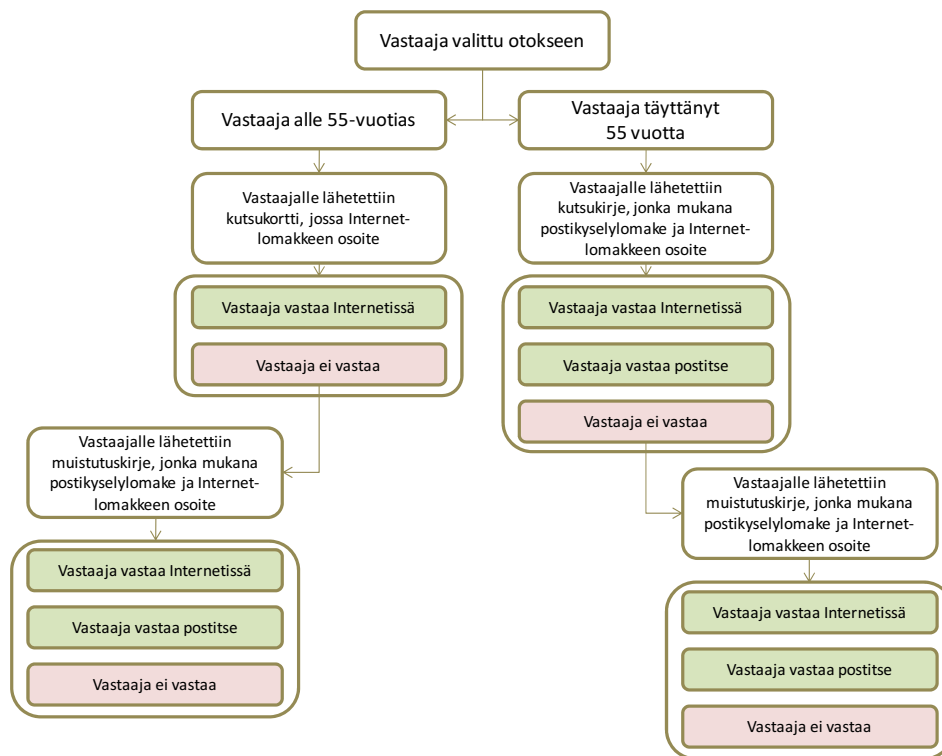 Vastaaja valittu otokseen
Vastaaja alle 55-vuotias
Vastaaja täyttänyt
55 vuotta
Vastaajalle lähetettiin
kutsukortti, jossa Internet-
lomakkeen osoite
Vastaajalle lähetettiin
kutsukirje, jonka mukana
postikyselylomake ja Internet-
lomakkeen osoite
Vastaaja vastaa Internetissä
Vastaaja ei vastaa
Vastaaja vastaa Internetissä
Vastaaja vastaa postitse
Vastaaja ei vastaa
Vastaajalle lähetettiin
muistutuskirje, jonka mukana
postikyselylomake ja Internet-
lomakkeen osoite
Vastaaja vastaa Internetissä
Vastaaja vastaa postitse
Vastaaja ei vastaa
Vastaajalle lähetettiin
muistutuskirje, jonka mukana
postikyselylomake ja Internet-
lomakkeen osoite
Vastaaja vastaa Internetissä
Vastaaja vastaa postitse
Vastaaja ei vastaa